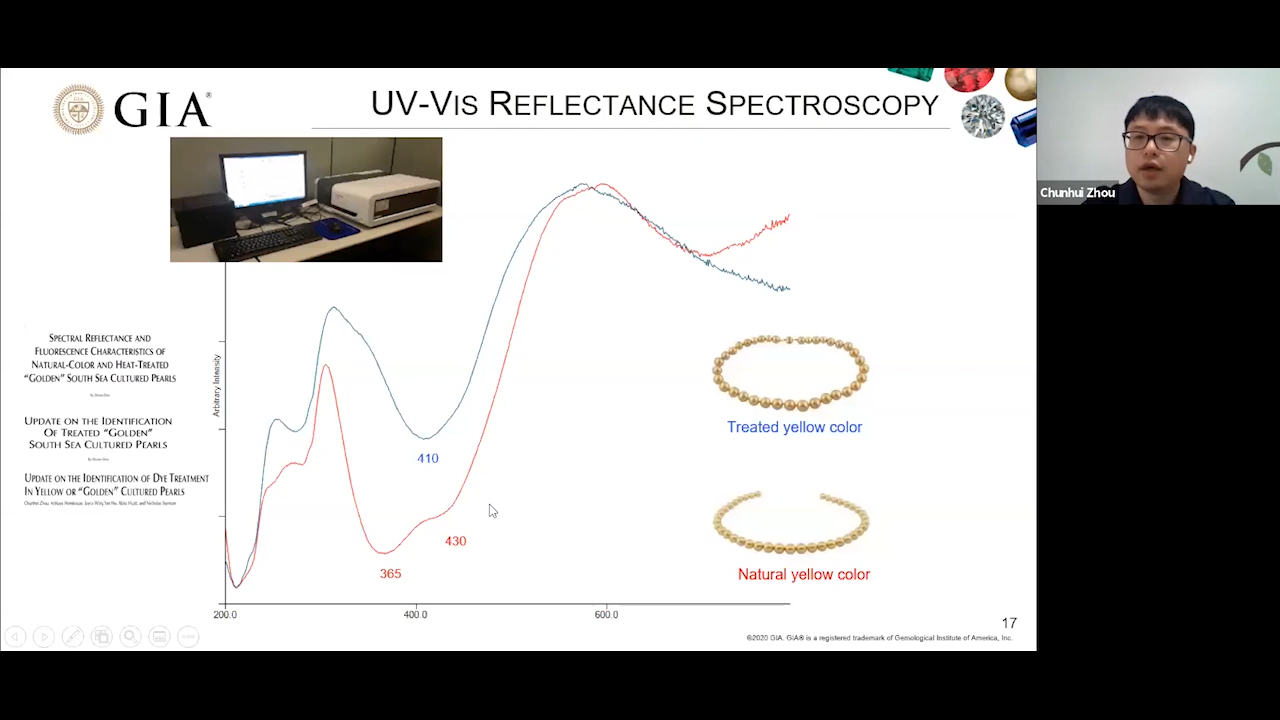 GIA®
UV-VIS REFLECTANCE SPECTROSCOPY
Chunhui Zhou
SPECTRAL REFLECTANCE AND
FLUORESCENCE CHARACTERISTICS OF
NATURAL-COLOR AND HEAT-TREATED
"GOLDEN" SOUTH SEA CULTURED PEARLS
UPDATE ON THE IDENTIFICATION
OF TREATED "GOLDEN"
SOUTH SEA CULTURED PEARLS
UPDATE ON THE IDENTIFICATION OF DYE TREATMENT
IN YELLOW OR "GOLDEN" CULTURED PEARLS
Arbitrary Intensity
410
430
365
200.0
400.0
600.0
Treated yellow color
Natural yellow color
17
©2020 GIA. GIA® is a registered trademark of Gemological Institute of America, Inc.